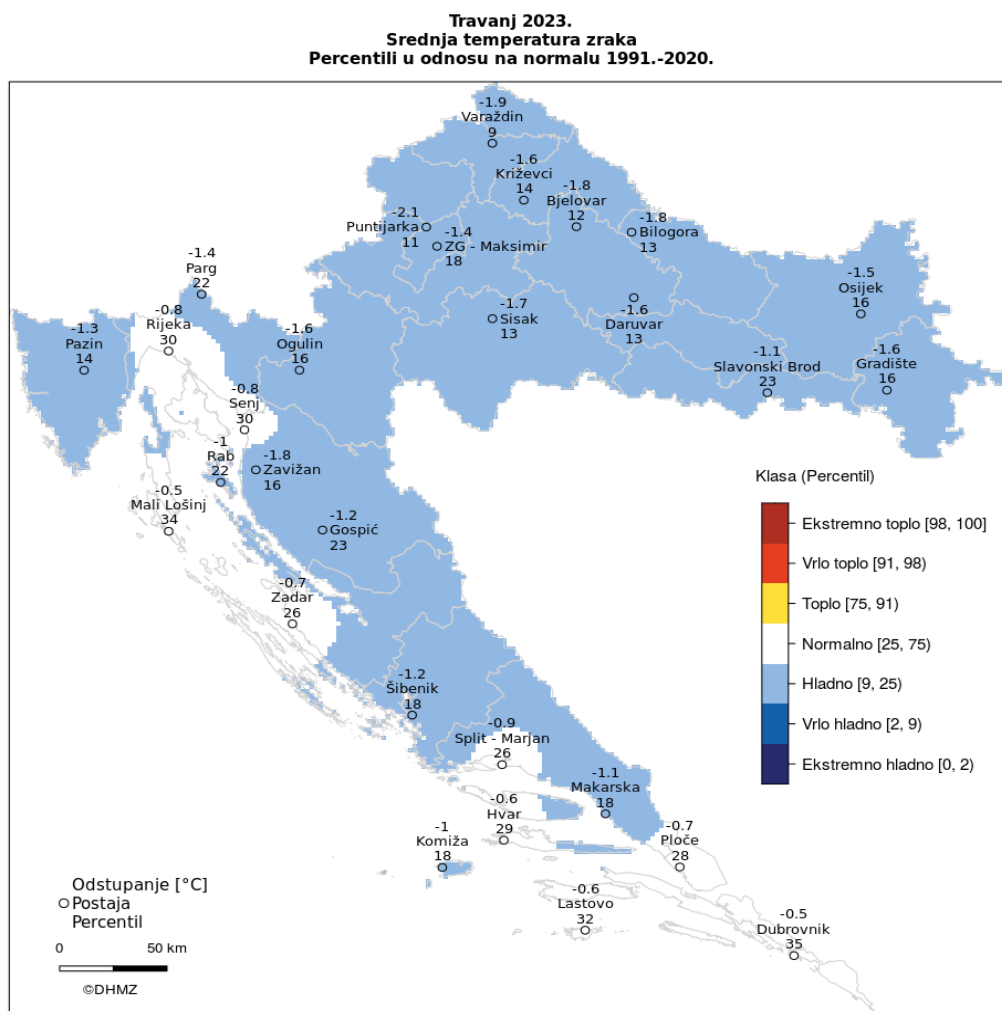 Travanj 2023.
Srednja temperatura zraka
Percentili u odnosu na normalu 1991.-2020.
-1.9
Varaždin
9
-1.6
Križevci
14
-1.8
Bjelovar
12
-2.1
Puntijarka
11
-1.4
ZG - Maksimir
18
-1.8
Bilogora
13
-1.4
Parg
22
-1.5
Osijek
16
-0.8
Rijeka
30
-1.3
Pazin
14
-1.6
Ogulin
16
-1.7
Sisak
13
-1.6
Daruvar
13
-1.1
Slavonski Brod
23
-1.6
Gradište
16
-0.8
Senj
30
-1
Rab
22
-1.8
Zavižan
16
-0.5
Mali Lošinj
34
-1.2
Gospić
23
-0.7
Zadar
26
-1.2
Šibenik
18
-0.9
Split - Marjan
26
-1.1
Makarska
18
-0.6
Hvar
29
-1
Komiža
18
-0.7
Ploče
28
-0.6
Lastovo
32
-0.5
Dubrovnik
35
Klasa (Percentil)
Ekstremno toplo [98, 100]
Vrlo toplo [91, 98)
Toplo [75, 91)
Normalno [25, 75)
Hladno [9, 25)
Vrlo hladno [2, 9)
Ekstremno hladno [0, 2)
Odstupanje [°C]
Postaja
Percentil
0 50 km
©DHMZ